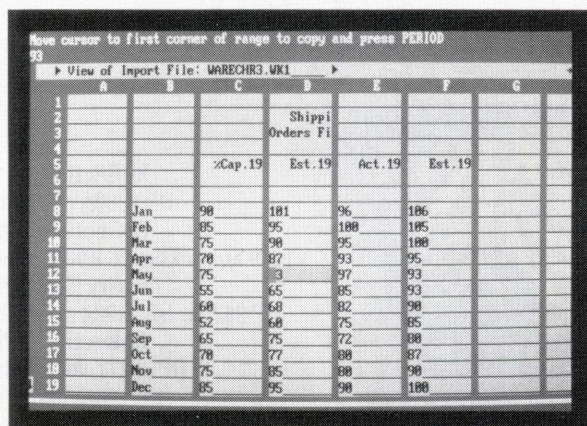 Move cursor to first corner of range to copy and press PERIOD
93
View of Import File: WARECHR3.WK1
A B C D E F G
1
2 Shippi
3 Orders Fi
4
5 %Cap.19 Est.19 Act.19 Est.19
6
7
8 Jan 90 101 96 106
9 Feb 85 95 100 105
10 Mar 75 90 95 100
11 Apr 70 87 93 95
12 May 75 3 97 93
13 Jun 55 65 85 93
14 Jul 60 68 82 90
15 Aug 52 60 75 85
16 Sep 65 75 72 80
17 Oct 70 77 80 87
18 Nov 75 85 80 90
19 Dec 85 95 90 100